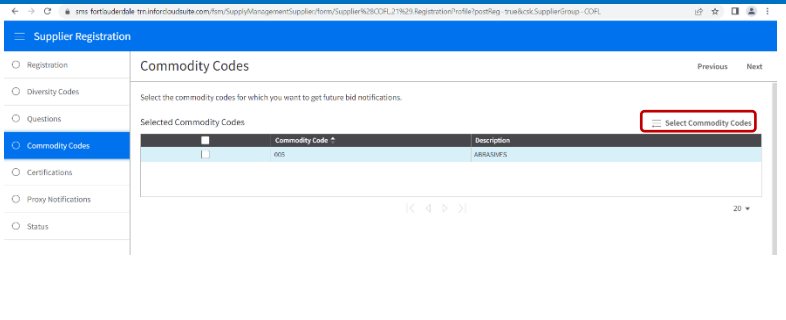 sms fortlauderdale trn.inforcloudsuite.com/fsm/SupplyManagementSupplier/form/Supplier%28COFL,21%29.RegistrationProfile?postReg=true&csk.SupplierGroup=COFL
Supplier Registration
Registration
Diversity Codes
Questions
Commodity Codes
Certifications
Proxy Notifications
Status
Commodity Codes
Previous Next
Select the commodity codes for which you want to get future bid notifications.
Selected Commodity Codes
Select Commodity Codes
Commodity Code Description
005 ABRASIVES
20